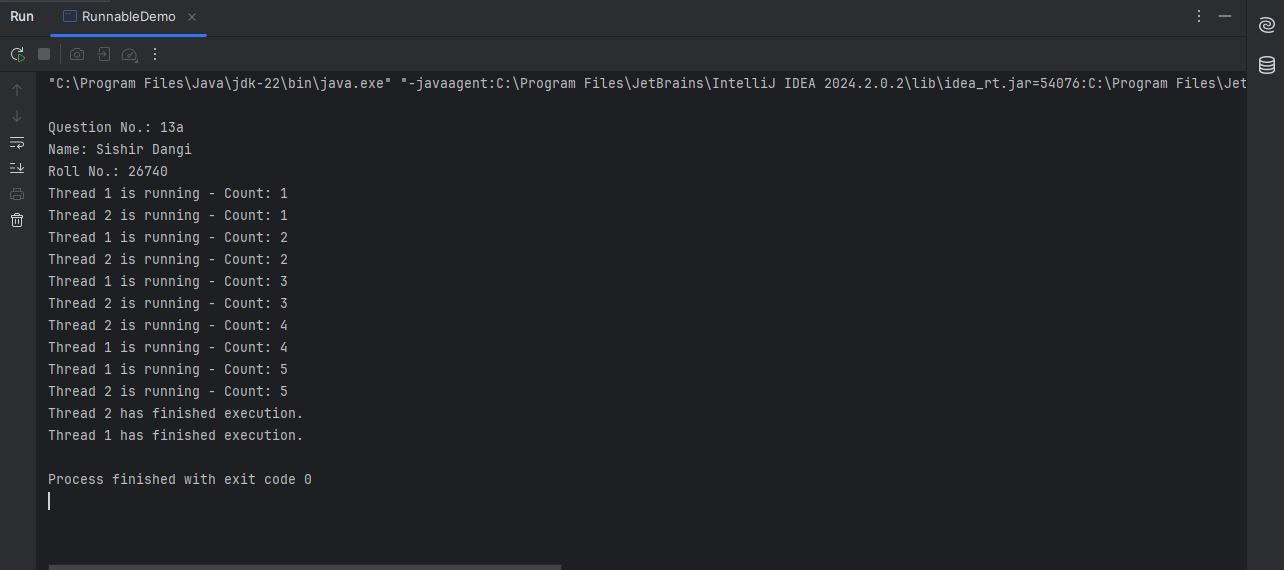 Run RunnableDemo
"C:\Program Files\Java\jdk-22\bin\java.exe" "-javaagent:C:\Program Files\JetBrains\IntelliJ IDEA 2024.2.0.2\lib\idea_rt.jar=54076:C:\Program Files\Jet
Question No.: 13a
Name: Sishir Dangi
Roll No.: 26740
Thread 1 is running - Count: 1
Thread 2 is running - Count: 1
Thread 1 is running - Count: 2
Thread 2 is running - Count: 2
Thread 1 is running - Count: 3
Thread 2 is running - Count: 3
Thread 2 is running - Count: 4
Thread 1 is running - Count: 4
Thread 1 is running - Count: 5
Thread 2 is running - Count: 5
Thread 2 has finished execution.
Thread 1 has finished execution.
Process finished with exit code 0